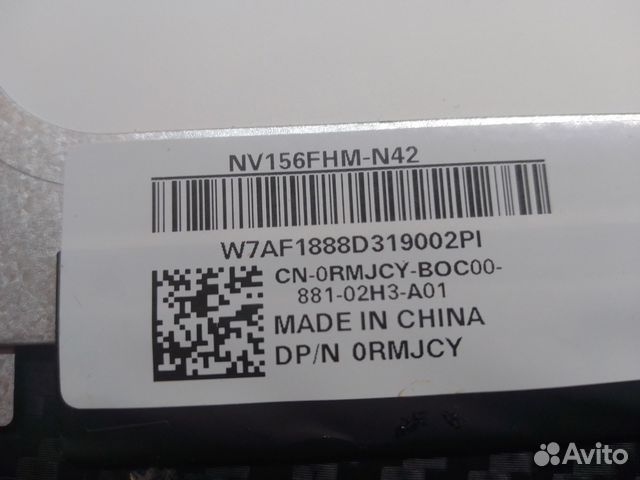 NV156FHM-N42
W7AF1888D319002PI
CN-0RMJCY-BOC00-
881-02H3-A01
MADE IN CHINA
DP/N 0RMJCY
Avito